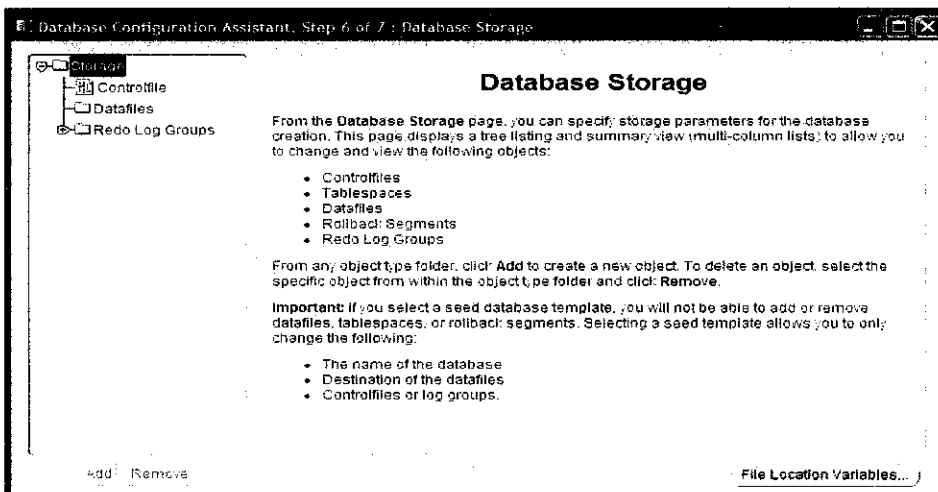 Database Configuration Assistant, Step 6 of 7 : Database Storage
Storage
Controlfile
Datafiles
Redo Log Groups
Database Storage
From the Database Storage page, you can specify storage parameters for the database
creation. This page displays a tree listing and summary view (multi-column lists) to allow you
to change and view the following objects:
• Controlfiles
• Tablespaces
• Datafiles
• Rollback Segments
• Redo Log Groups
From any object type folder, click Add to create a new object. To delete an object, select the
specific object from within the object type folder and click Remove.
Important: If you select a seed database template, you will not be able to add or remove
datafiles, tablespaces, or rollback segments. Selecting a seed template allows you to only
change the following:
• The name of the database
• Destination of the datafiles
• Controlfiles or log groups.
Add Remove
File Location Variables...